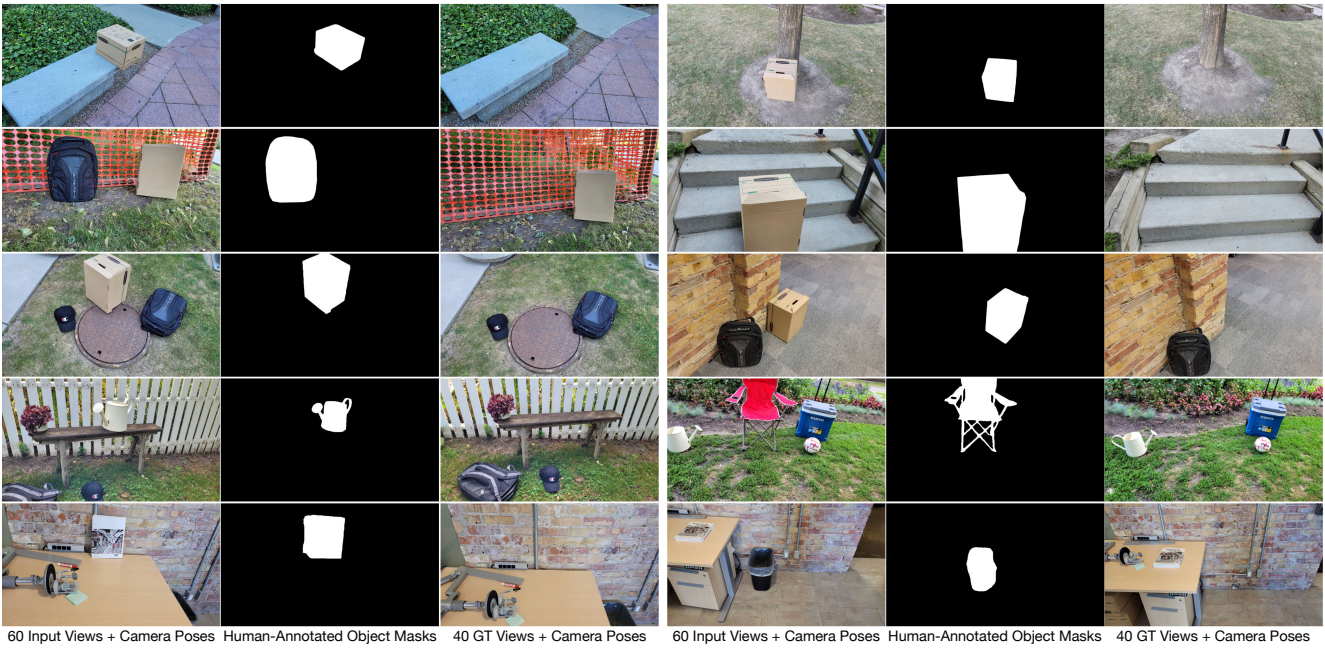 60 Input Views + Camera Poses Human-Annotated Object Masks 40 GT Views + Camera Poses 60 Input Views + Camera Poses Human-Annotated Object Masks 40 GT Views + Camera Poses